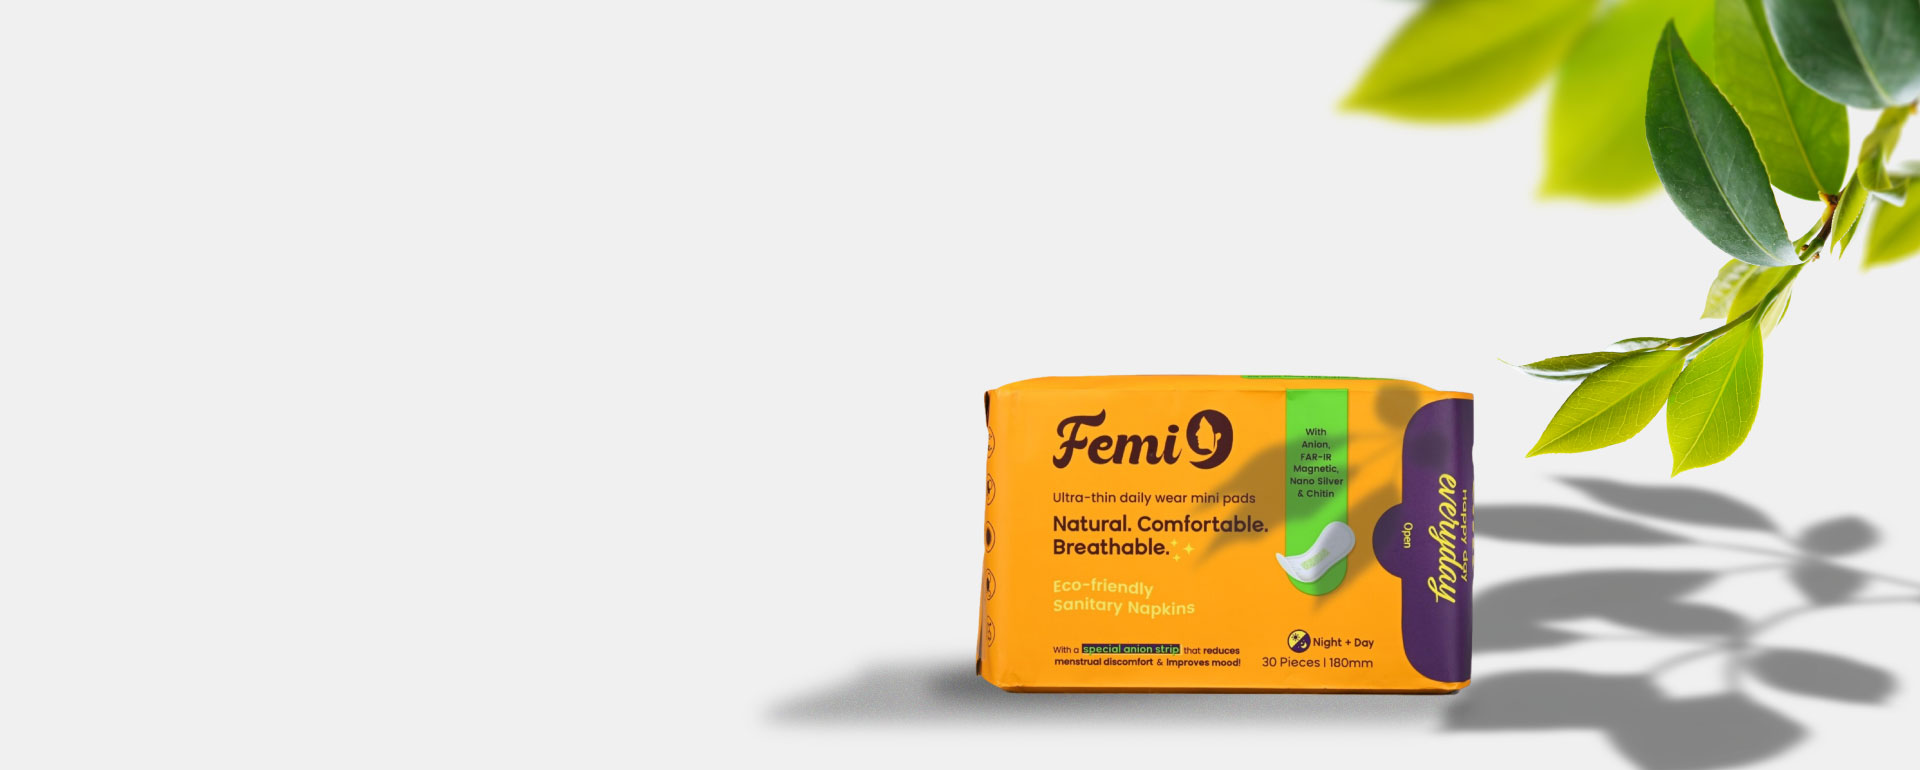 Femi9
Ultra-thin daily wear mini pads
Natural. Comfortable.
Breathable.
Eco-friendly
Sanitary Napkins
With a special anion strip that reduces
menstrual discomfort & Improves mood!
With
Anion,
FAR-IR
Magnetic,
Nano Silver
& Chitin
Night + Day
30 Pieces | 180mm
Open
Happy day
everyday